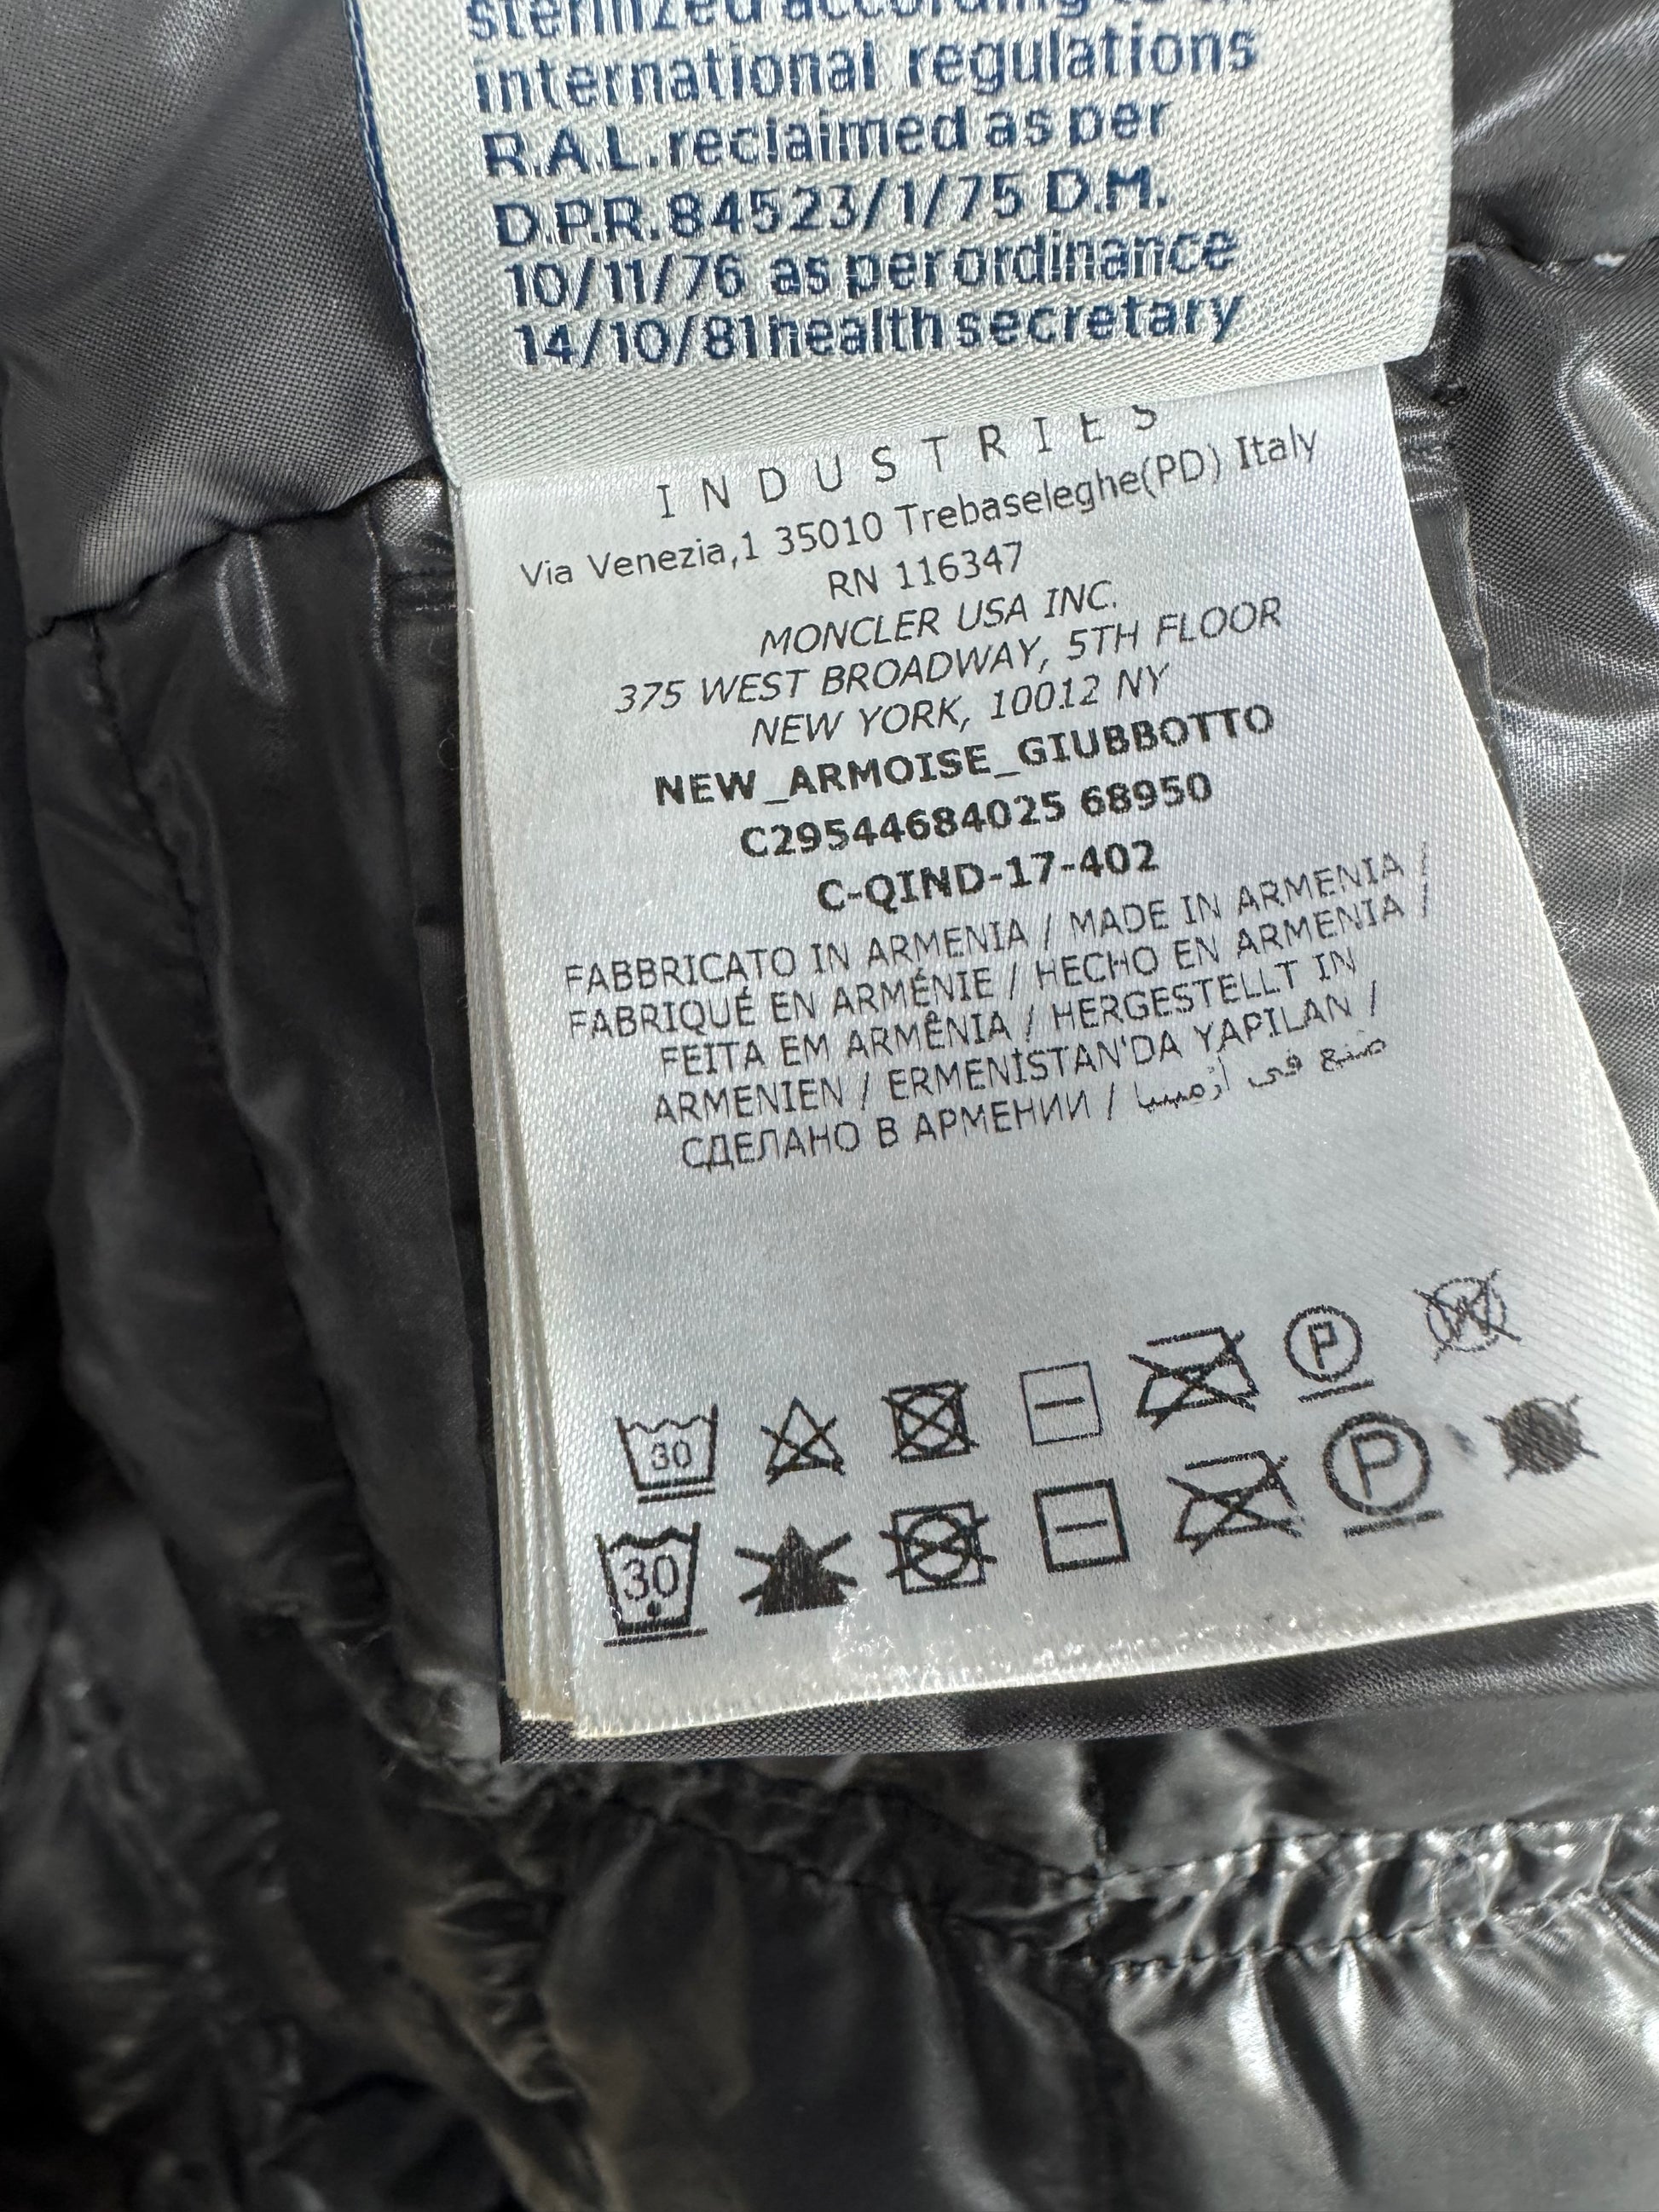 sterilized according to
international regulations
R.A.L. reclaimed as per
D.P.R. 84523/1/75 D.M.
10/11/76 as per ordinance
14/10/81 health secretary
INDUSTRIES
Via Venezia,1 35010 Trebaseleghe(PD) Italy
RN 116347
MONCLER USA INC.
375 WEST BROADWAY, 5TH FLOOR
NEW YORK, 10012 NY
NEW_ARMOISE_GIUBBOTTO
C29544684025 68950
C-QIND-17-402
FABBRICATO IN ARMENIA / MADE IN ARMENIA /
FABRIQUÉ EN ARMÉNIE / HECHO EN ARMENIA /
FEITA EM ARMÊNIA / HERGESTELLT IN
ARMENIEN / ERMENİSTAN'DA YAPILAN /
СДЕЛАНО В АРМЕНИИ / صنع في أرمينيا
30 P W
30 P